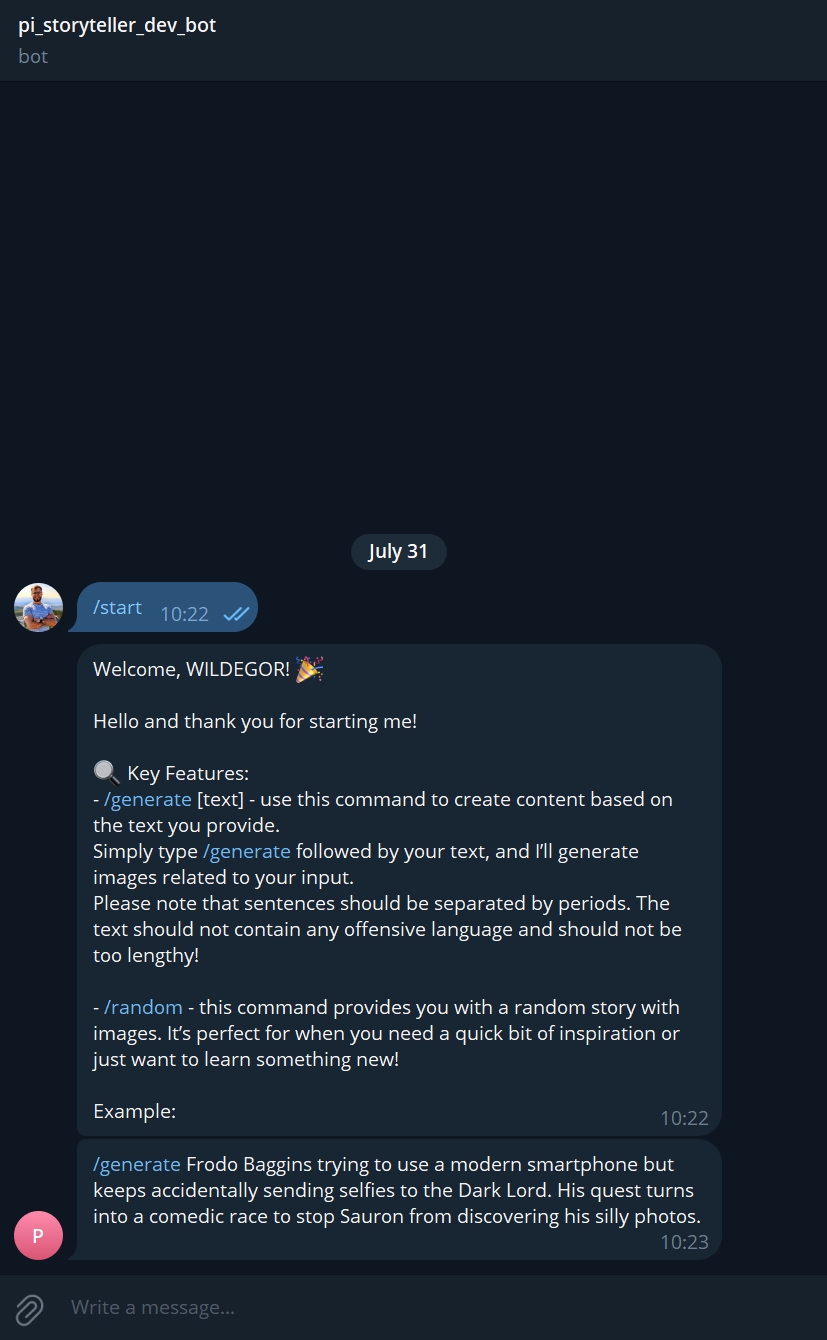 pi_storyteller_dev_bot
bot
July 31
/start 10:22
Welcome, WILDEGOR! 🎉
Hello and thank you for starting me!
🔍 Key Features:
- /generate [text] - use this command to create content based on
the text you provide.
Simply type /generate followed by your text, and I’ll generate
images related to your input.
Please note that sentences should be separated by periods. The
text should not contain any offensive language and should not be
too lengthy!
- /random - this command provides you with a random story with
images. It’s perfect for when you need a quick bit of inspiration or
just want to learn something new!
Example:
10:22
/generate Frodo Baggins trying to use a modern smartphone but
keeps accidentally sending selfies to the Dark Lord. His quest turns
into a comedic race to stop Sauron from discovering his silly photos.
10:23
P
Write a message...